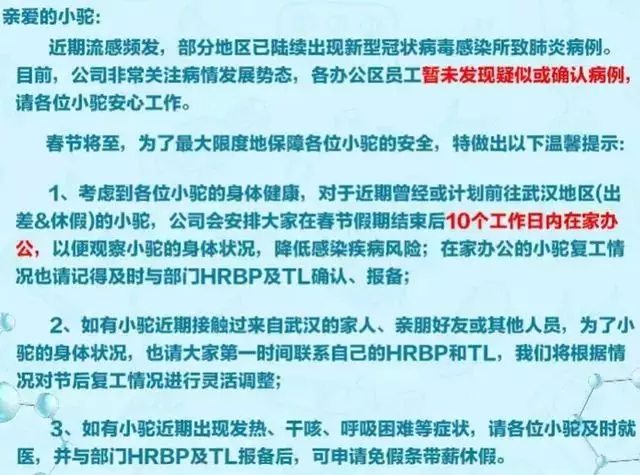 亲爱的小驼:
近期流感频发，部分地区已陆续出现新型冠状病毒感染所致肺炎病例。
目前，公司非常关注病情发展势态，各办公区员工暂未发现疑似或确认病例，
请各位小驼安心工作。
春节将至，为了最大限度地保障各位小驼的安全，特做出以下温馨提示:
1、考虑到各位小驼的身体健康，对于近期曾经或计划前往武汉地区(出
差&休假)的小驼，公司会安排大家在春节假期结束后10个工作日内在家办
公，以便观察小驼的身体状况，降低感染疾病风险；在家办公的小驼复工情
况也请记得及时与部门HRBP及TL确认、报备；
2、如有小驼近期接触过来自武汉的家人、亲朋好友或其他人员，为了小
驼的身体状况，也请大家第一时间联系自己的HRBP和TL，我们将根据情
况对节后复工情况进行灵活调整；
3、如有小驼近期出现发热、干咳、呼吸困难等症状，请各位小驼及时就
医，并与部门HRBP及TL报备后，可申请免假条带薪休假。